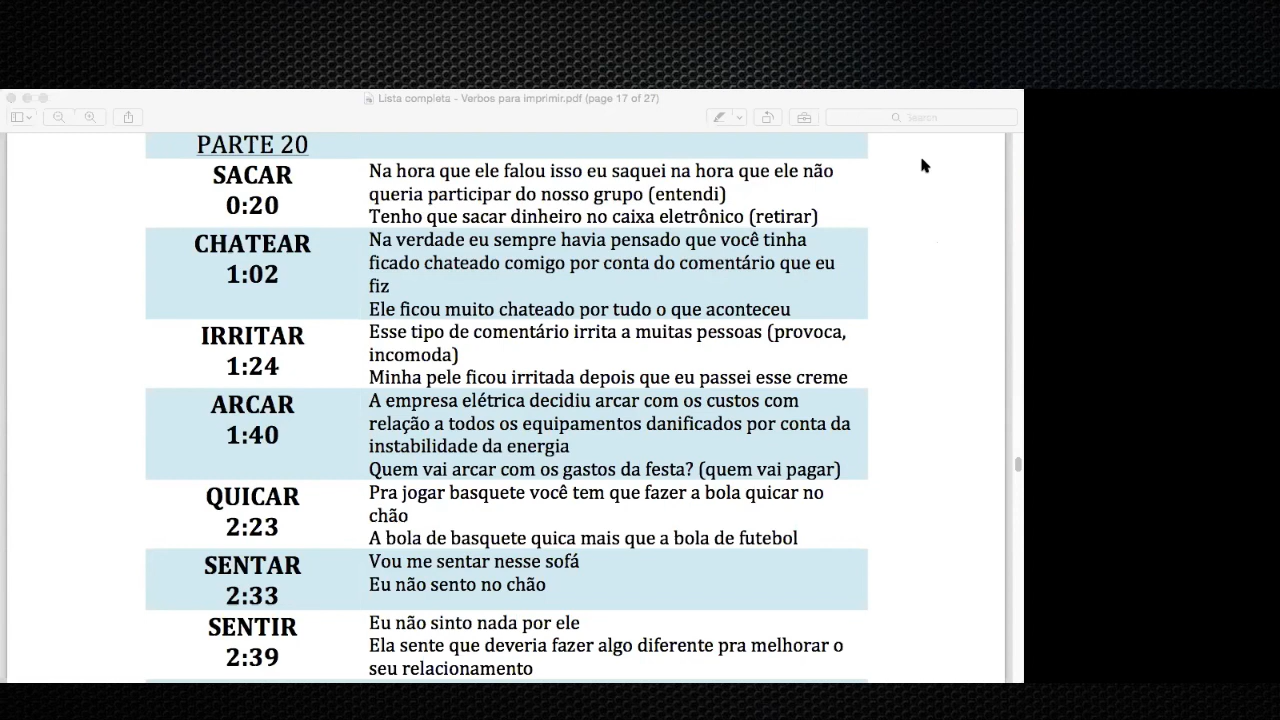 Lista completa - Verbos para imprimir.pdf (page 17 of 27)
Search
PARTE 20
SACAR
0:20
Na hora que ele falou isso eu saquei na hora que ele não
queria participar do nosso grupo (entendi)
Tenho que sacar dinheiro no caixa eletrônico (retirar)
CHATEAR
1:02
Na verdade eu sempre havia pensado que você tinha
ficado chateado comigo por conta do comentário que eu
fiz
Ele ficou muito chateado por tudo o que aconteceu
IRRITAR
1:24
Esse tipo de comentário irrita a muitas pessoas (provoca,
incomoda)
Minha pele ficou irritada depois que eu passei esse creme
ARCAR
1:40
A empresa elétrica decidiu arcar com os custos com
relação a todos os equipamentos danificados por conta da
instabilidade da energia
Quem vai arcar com os gastos da festa? (quem vai pagar)
QUICAR
2:23
Pra jogar basquete você tem que fazer a bola quicar no
chão
A bola de basquete quica mais que a bola de futebol
SENTAR
2:33
Vou me sentar nesse sofá
Eu não sento no chão
SENTIR
2:39
Eu não sinto nada por ele
Ela sente que deveria fazer algo diferente pra melhorar o
seu relacionamento